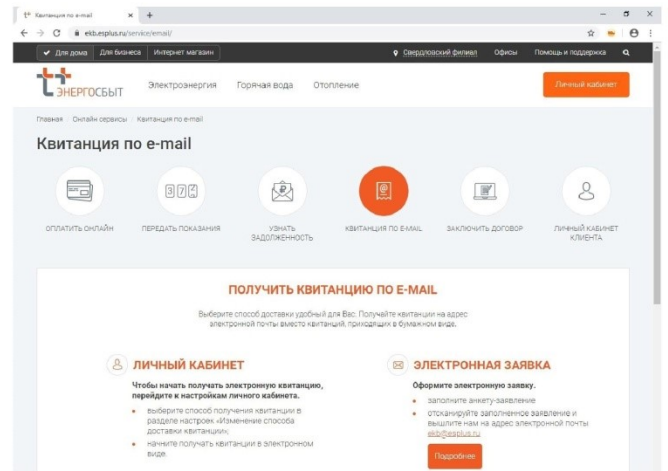 Квитанция по e-mail
ekb.esplus.ru/service/email/
Для дома Для бизнеса Интернет магазин Свердловский филиал Офисы Помощь и поддержка
ЭНЕРГОСБЫТ Электроэнергия Горячая вода Отопление Личный кабинет
Главная Онлайн сервисы Квитанция по e-mail
Квитанция по e-mail
ОПЛАТИТЬ ОНЛАЙН ПЕРЕДАТЬ ПОКАЗАНИЯ УЗНАТЬ КВИТАНЦИЯ ПО E-MAIL ЗАКЛЮЧИТЬ ДОГОВОР ЛИЧНЫЙ КАБИНЕТ
ЗАДОЛЖЕННОСТЬ КЛИЕНТА
ПОЛУЧИТЬ КВИТАНЦИЮ ПО E-MAIL
Выберите способ доставки удобный для Вас. Получайте квитанции на адрес
электронной почты вместо квитанций, приходящих в бумажном виде.
ЛИЧНЫЙ КАБИНЕТ
Чтобы начать получать электронную квитанцию,
перейдите к настройкам личного кабинета.
выберите способ получения квитанции в
разделе настроек «Изменение способа
доставки квитанции»;
начните получать квитанции в электронном
виде.
ЭЛЕКТРОННАЯ ЗАЯВКА
Оформите электронную заявку.
заполните анкету-заявление
отсканируйте заполненное заявление и
вышлите нам на адрес электронной почты
ekb@esplus.ru
Подробнее